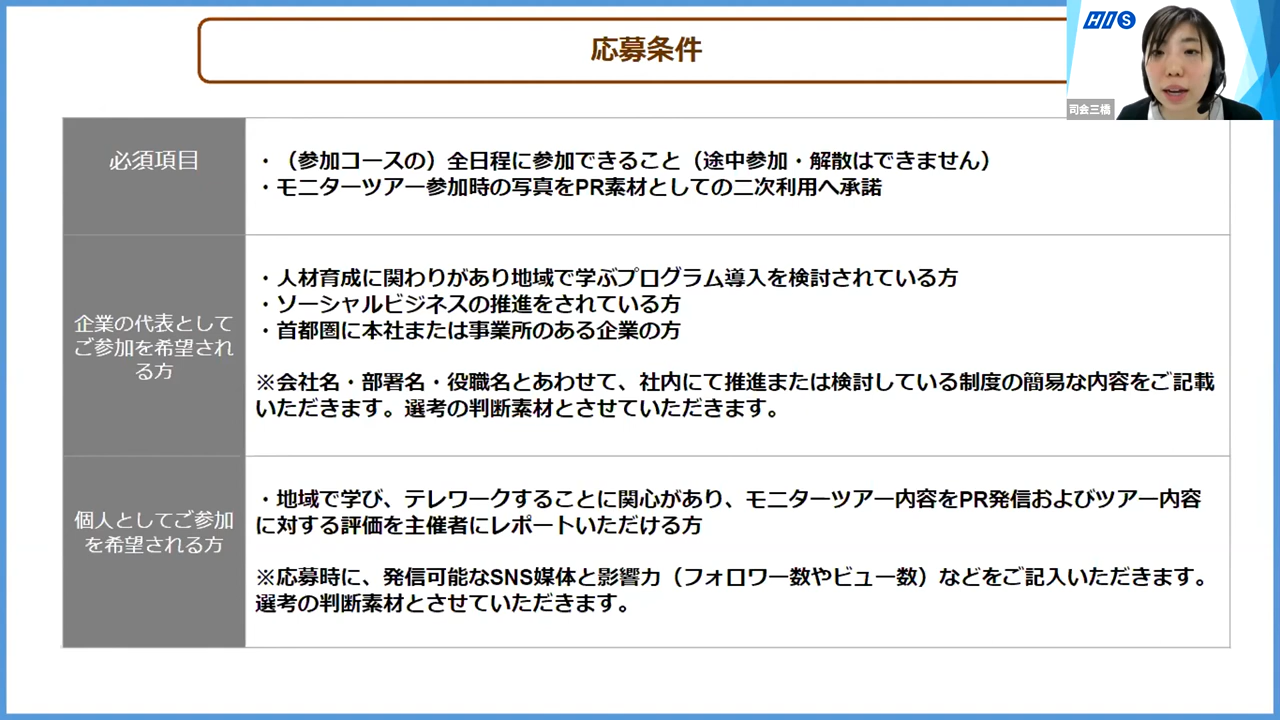 応募条件
HIS
司会三橋
必須項目
・（参加コースの）全日程に参加できること（途中参加・解散はできません）
・モニターツアー参加時の写真をPR素材としての二次利用へ承諾
企業の代表として
ご参加を希望され
る方
・人材育成に関わりがあり地域で学ぶプログラム導入を検討されている方
・ソーシャルビジネスの推進をされている方
・首都圏に本社または事業所のある企業の方
※会社名・部署名・役職名とあわせて、社内にて推進または検討している制度の簡易な内容をご記載
いただきます。選考の判断素材とさせていただきます。
個人としてご参加
を希望される方
・地域で学び、テレワークすることに関心があり、モニターツアー内容をPR発信およびツアー内容
に対する評価を主催者にレポートいただける方
※応募時に、発信可能なSNS媒体と影響力（フォロワー数やビュー数）などをご記入いただきます。
選考の判断素材とさせていただきます。